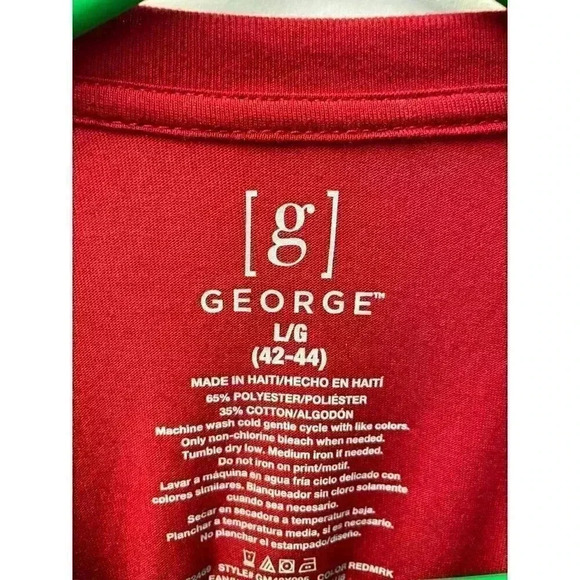 [g]
GEORGE™
L/G
(42-44)
MADE IN HAITI/HECHO EN HAITÍ
65% POLYESTER/POLIÉSTER
35% COTTON/ALGODÓN
Machine wash cold gentle cycle with like colors.
Only non-chlorine bleach when needed.
Tumble dry low. Medium iron if needed.
Do not iron on print/motif.
Lavar a máquina en agua fría ciclo delicado con
colores similares. Blanqueador sin cloro solamente
cuando sea necesario.
Secar en secadora a temperatura baja.
Planchar a temperatura media, si es necesario.
No planchar el estampado/diseño.
COLOR REDMRK